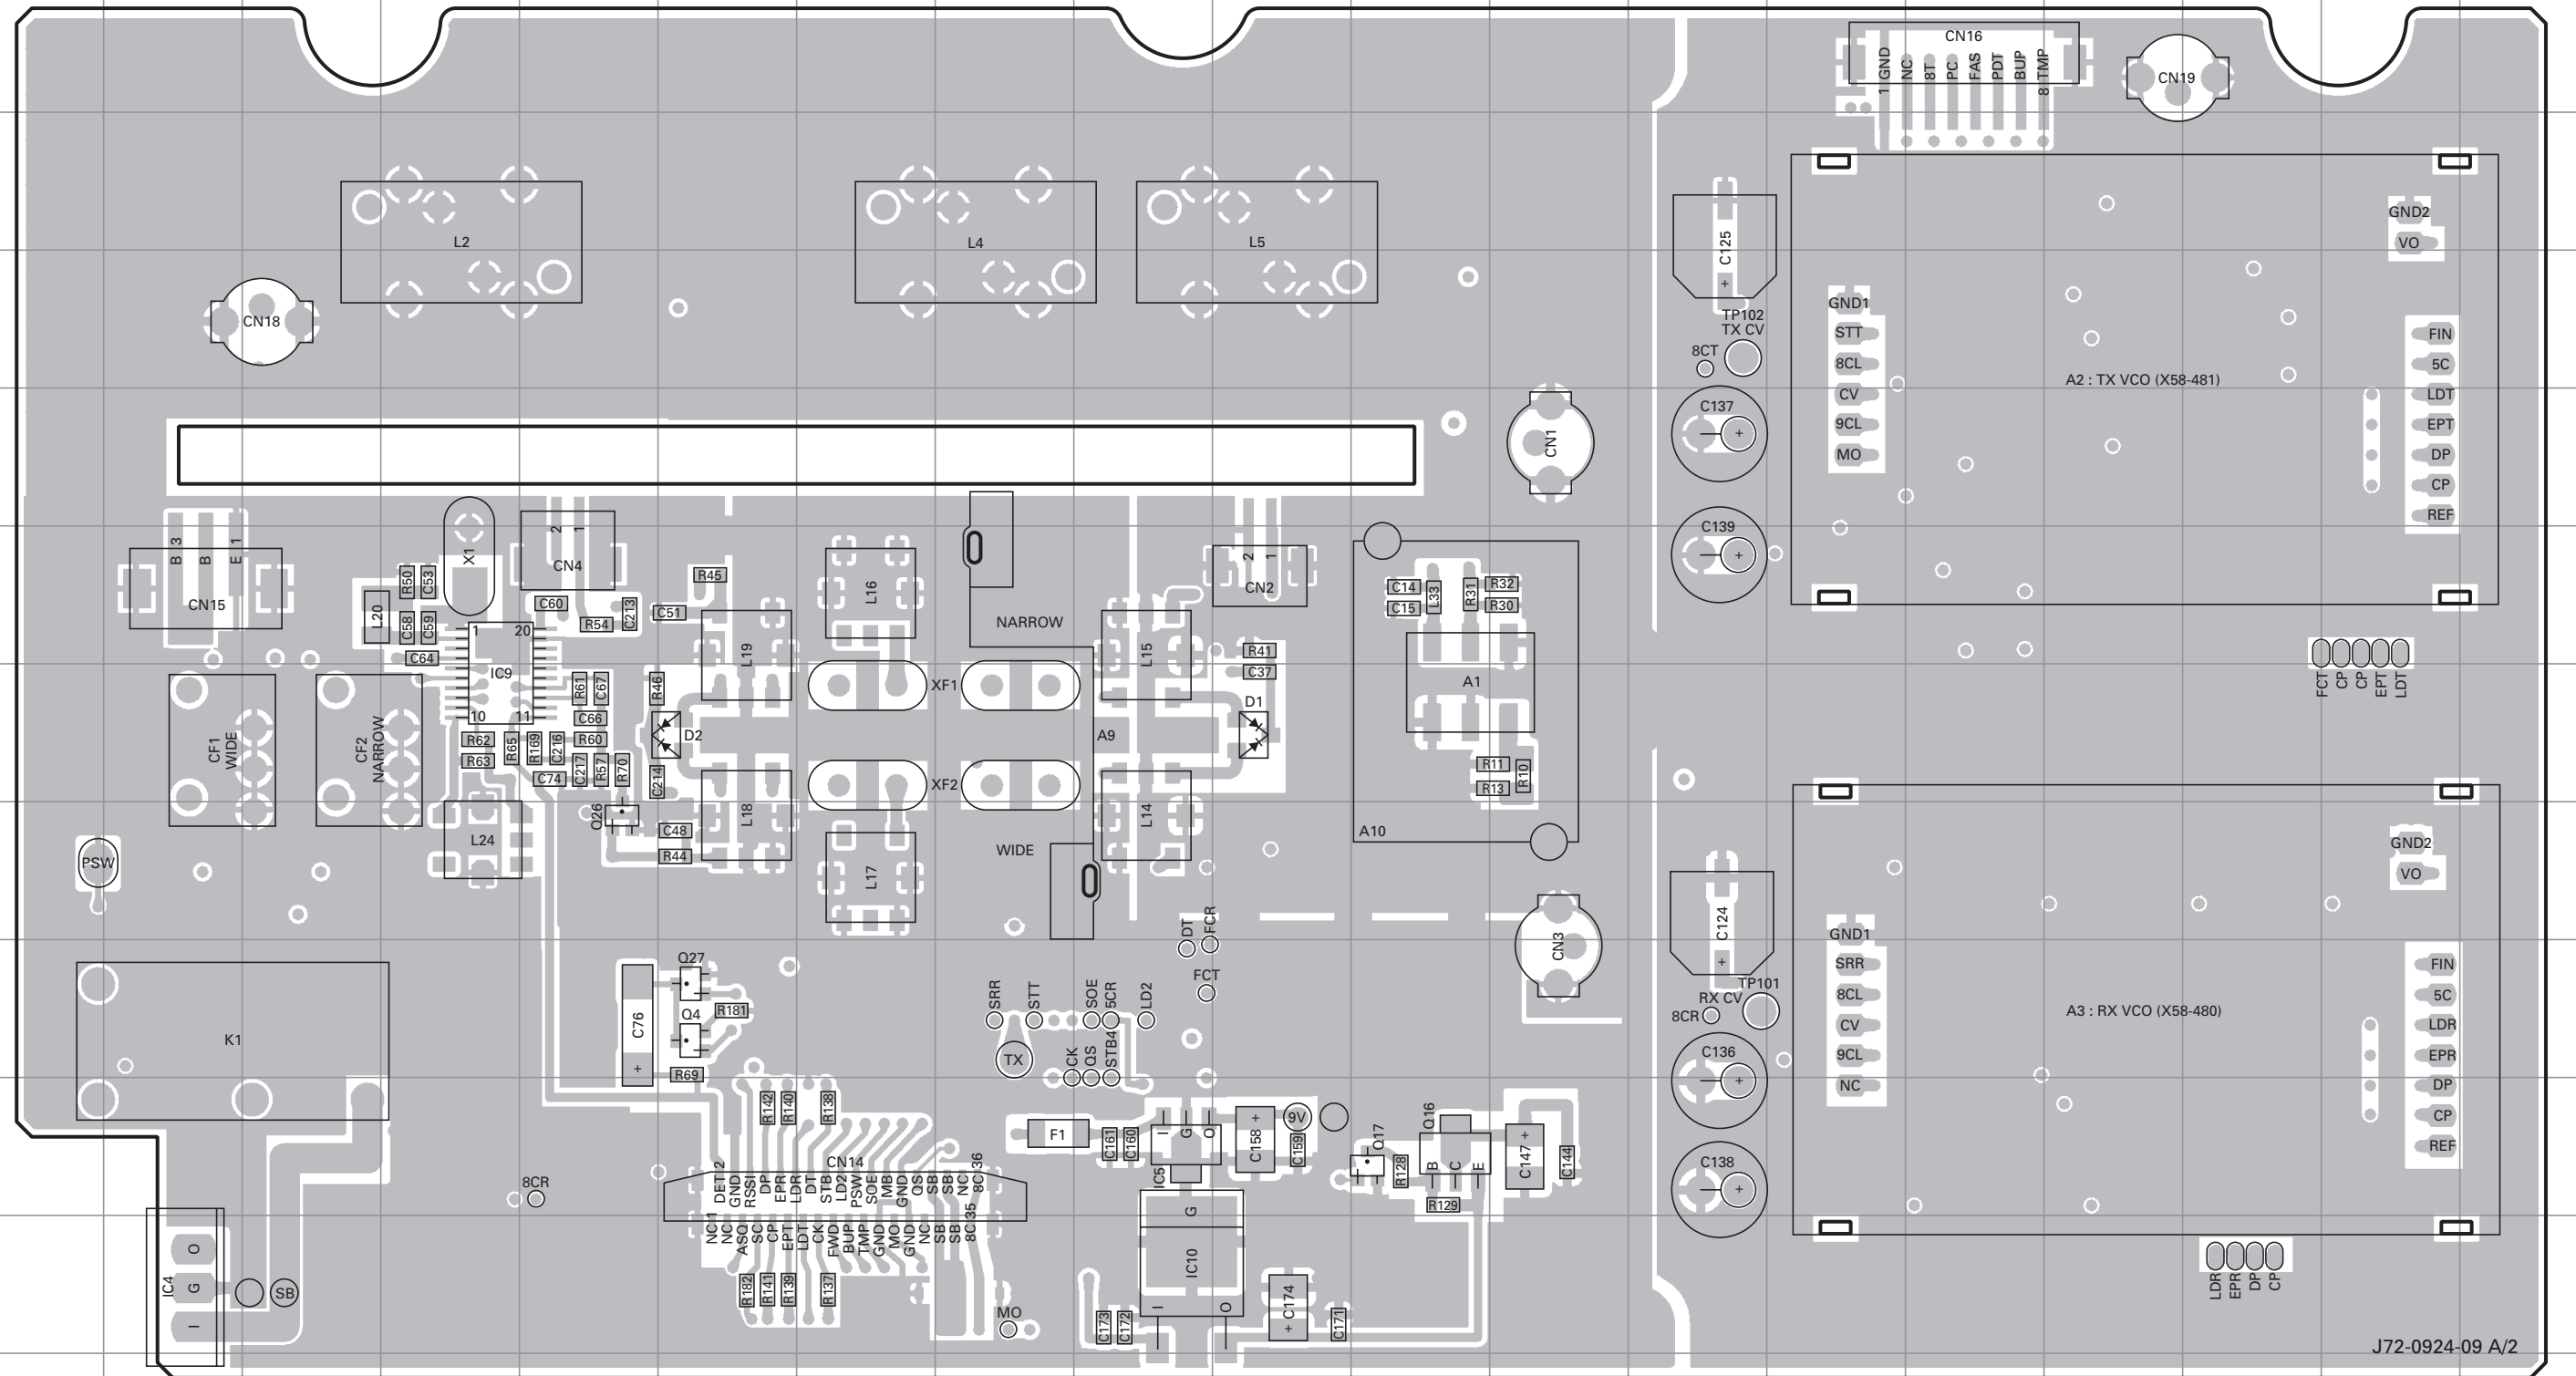 CN16
1 GND
NC
8T
PC
FAS
PDT
BUP
8 TMP
CN19
L2
L4
L5
C125
+
GND2
VO
CN18
GND1
TP102
TX CV
STT
8CT
8CL
CV
9CL
MO
A2 : TX VCO (X58-481)
FIN
5C
LDT
EPT
DP
CP
REF
C137
+
C139
+
CN1
B 3
B
E 1
CN15
X1
2
1
CN4
R50
C53
L20
C58
C59
C64
C60
R54
C213
C51
R45
1
20
IC9
10
11
L16
NARROW
L19
XF1
L15
2
1
CN2
R41
C37
D1
C14
C15
L33
R31
R32
R30
A1
R11
R13
R10
A10
FCT
CP
CP
EPT
LDT
CF1
WIDE
CF2
NARROW
R61
C67
R46
C66
R62
R63
R65
R169
C216
R60
C74
C217
R57
R70
C214
D2
A9
XF2
L18
L14
Q26
C48
R44
L24
L17
WIDE
PSW
GND2
VO
C124
+
GND1
SRR
8CL
CV
9CL
NC
A3 : RX VCO (X58-480)
FIN
5C
LDR
EPR
DP
CP
REF
TP101
RX CV
8CR
CN3
DT
FCR
FCT
K1
C76
+
Q27
Q4
R181
R69
SRR
STT
SOE
5CR
LD2
TX
CK
QS
STB4
C136
+
C138
+
R142
R140
R138
F1
C161
C160
I
G
O
IC5
+
C158
9V
C159
Q17
R128
Q16
B
C
E
R129
+
C147
C144
8CR
CN14
DET 2
GND
RSSI
DP
EPR
LDR
DT
STB
LD2
PSW
SOE
MB
GND
QS
SB
SB
NC
8C 36
NC 1
NC
ASQ
SC
CP
EPT
LDT
CK
FWD
BUP
TMP
GND
MO
GND
NC
SB
SB
8C 35
R182
R141
R139
R137
MO
G
IC10
I
O
C173
C172
C174
+
C171
IC4
O
G
I
SB
LDR
EPR
DP
CP
J72-0924-09 A/2